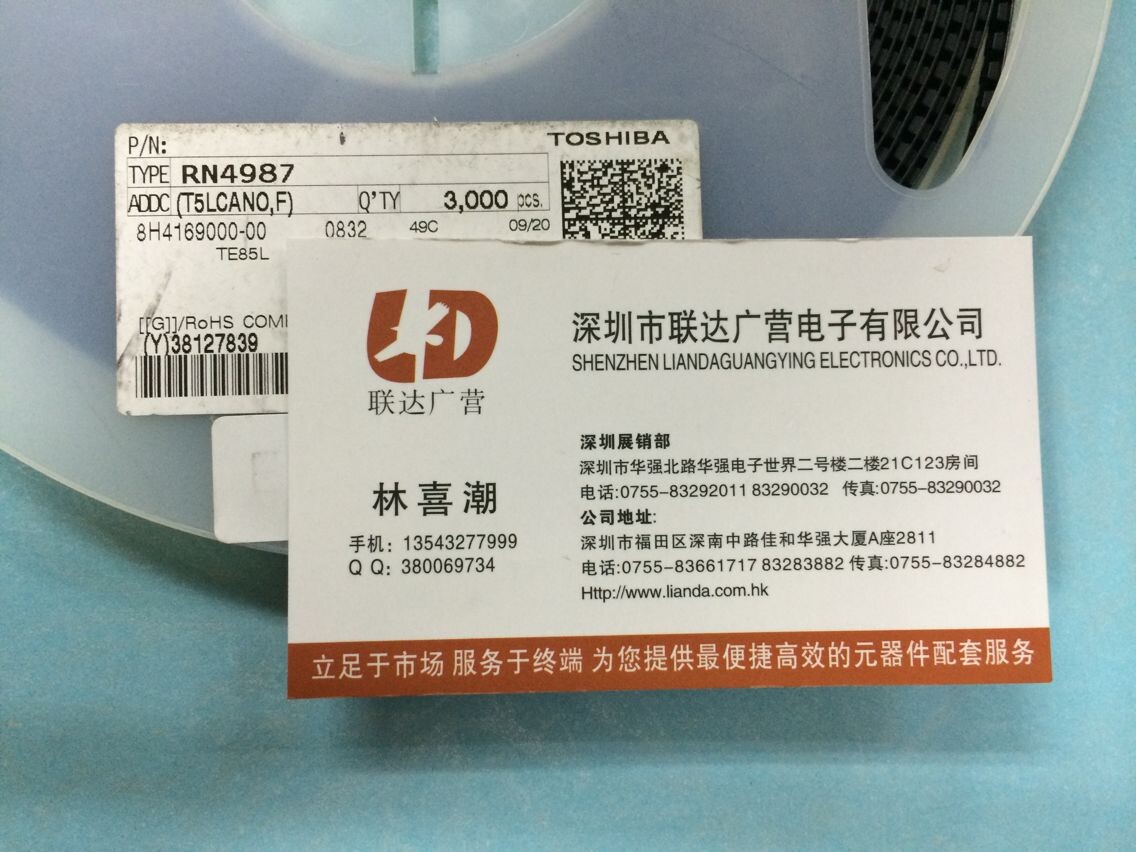 P/N:
TOSHIBA
TYPE RN4987
ADDC (T5LCANO,F) Q'TY 3,000 pcs.
8H4169000-00 0832 49C 09/20
TE85L
[[G]]/RoHS COM
(Y)38127839
LD
联达广营
深圳市联达广营电子有限公司
SHENZHEN LIANDAGUANGYING ELECTRONICS CO.,LTD.
林喜潮
手机：13543277999
Q Q：380069734
深圳展销部
深圳市华强北路华强电子世界二号楼二楼21C123房间
电话:0755-83292011 83290032 传真:0755-83290032
公司地址:
深圳市福田区深南中路佳和华强大厦A座2811
电话:0755-83661717 83283882 传真:0755-83284882
Http://www.lianda.com.hk
立足于市场 服务于终端 为您提供最便捷高效的元器件配套服务